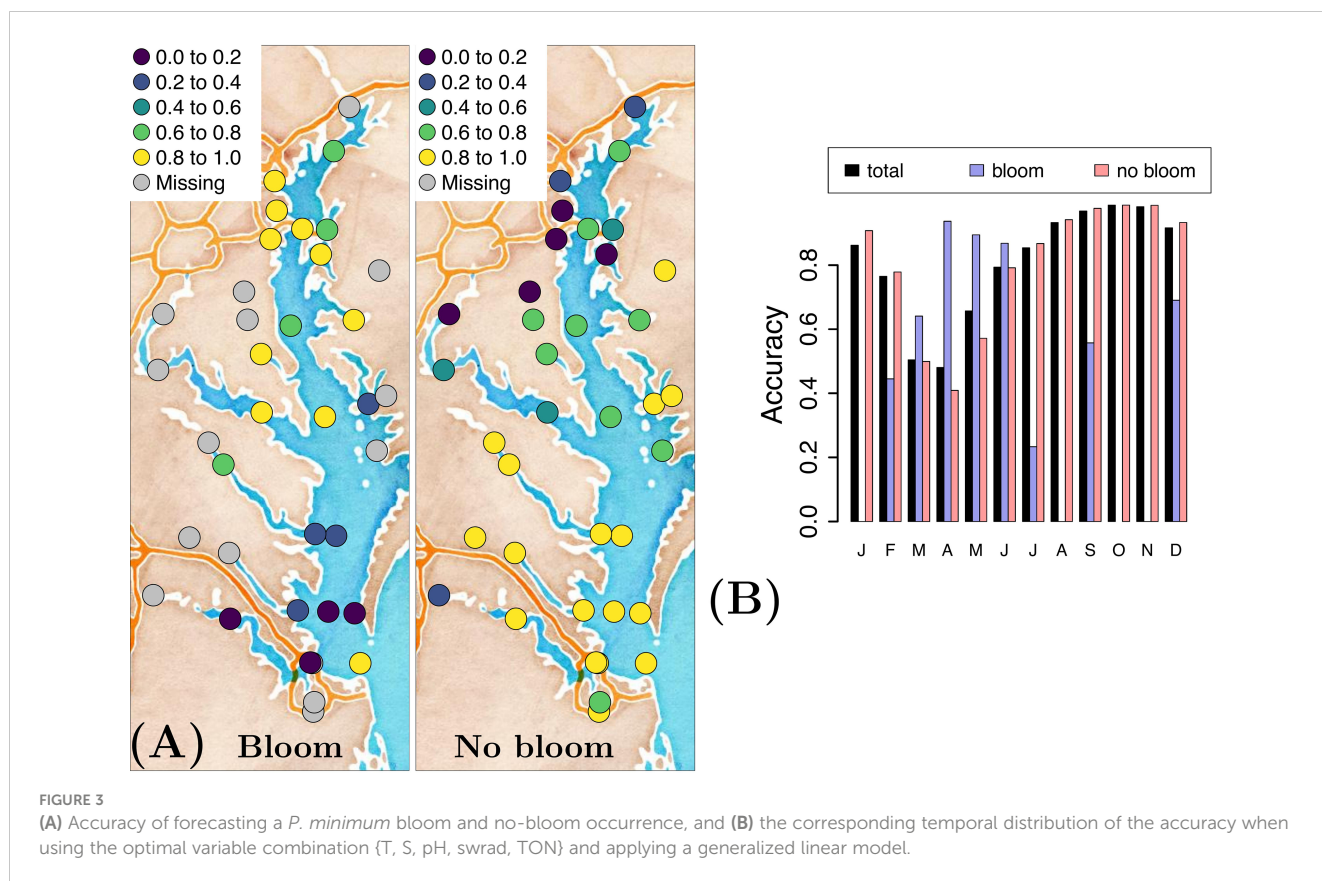 0.0 to 0.2
0.2 to 0.4
0.4 to 0.6
0.6 to 0.8
0.8 to 1.0
Missing
(A) Bloom
0.0 to 0.2
0.2 to 0.4
0.4 to 0.6
0.6 to 0.8
0.8 to 1.0
Missing
No bloom
total bloom no bloom
Accuracy
0.8
0.6
0.4
0.2
0.0
J F M A M J J A S O N D
(B)
FIGURE 3
(A) Accuracy of forecasting a P. minimum bloom and no-bloom occurrence, and (B) the corresponding temporal distribution of the accuracy when
using the optimal variable combination {T, S, pH, swrad, TON} and applying a generalized linear model.